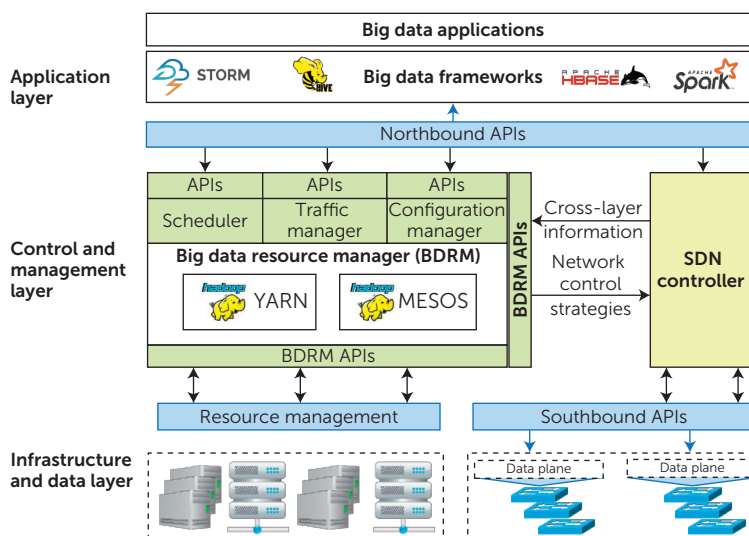 Big data applications
Application
layer
STORM
HIVE
Big data frameworks
APACHE
HBASE
APACHE
Spark
Northbound APIs
Control and
management
layer
APIs
APIs
APIs
Scheduler
Traffic
manager
Configuration
manager
Big data resource manager (BDRM)
hadoop
YARN
hadoop
MESOS
BDRM APIs
BDRM APIs
Cross-layer
information
Network
control
strategies
SDN
controller
Resource management
Southbound APIs
Infrastructure
and data layer
Data plane
Data plane